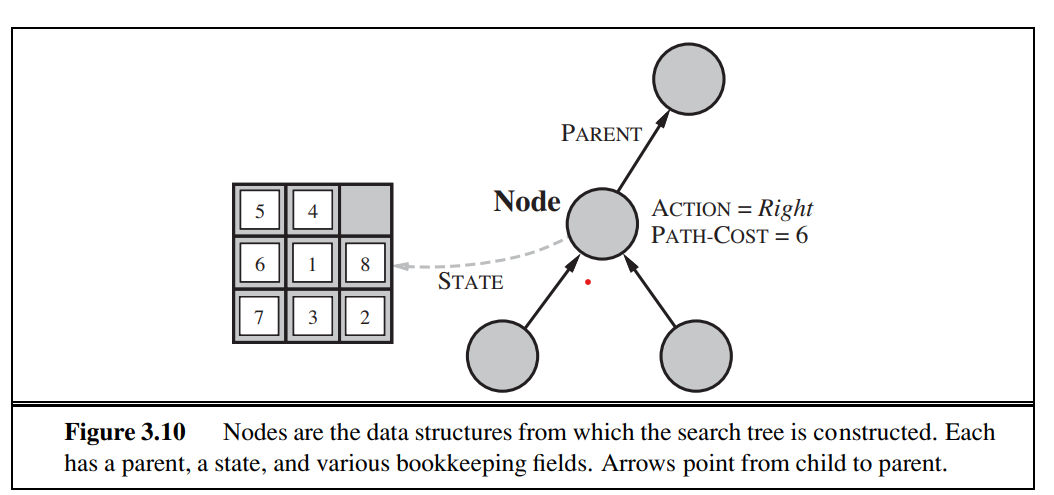 PARENT
Node
ACTION = Right
PATH-COST = 6
STATE
5 4
6 1 8
7 3 2
Figure 3.10 Nodes are the data structures from which the search tree is constructed. Each
has a parent, a state, and various bookkeeping fields. Arrows point from child to parent.